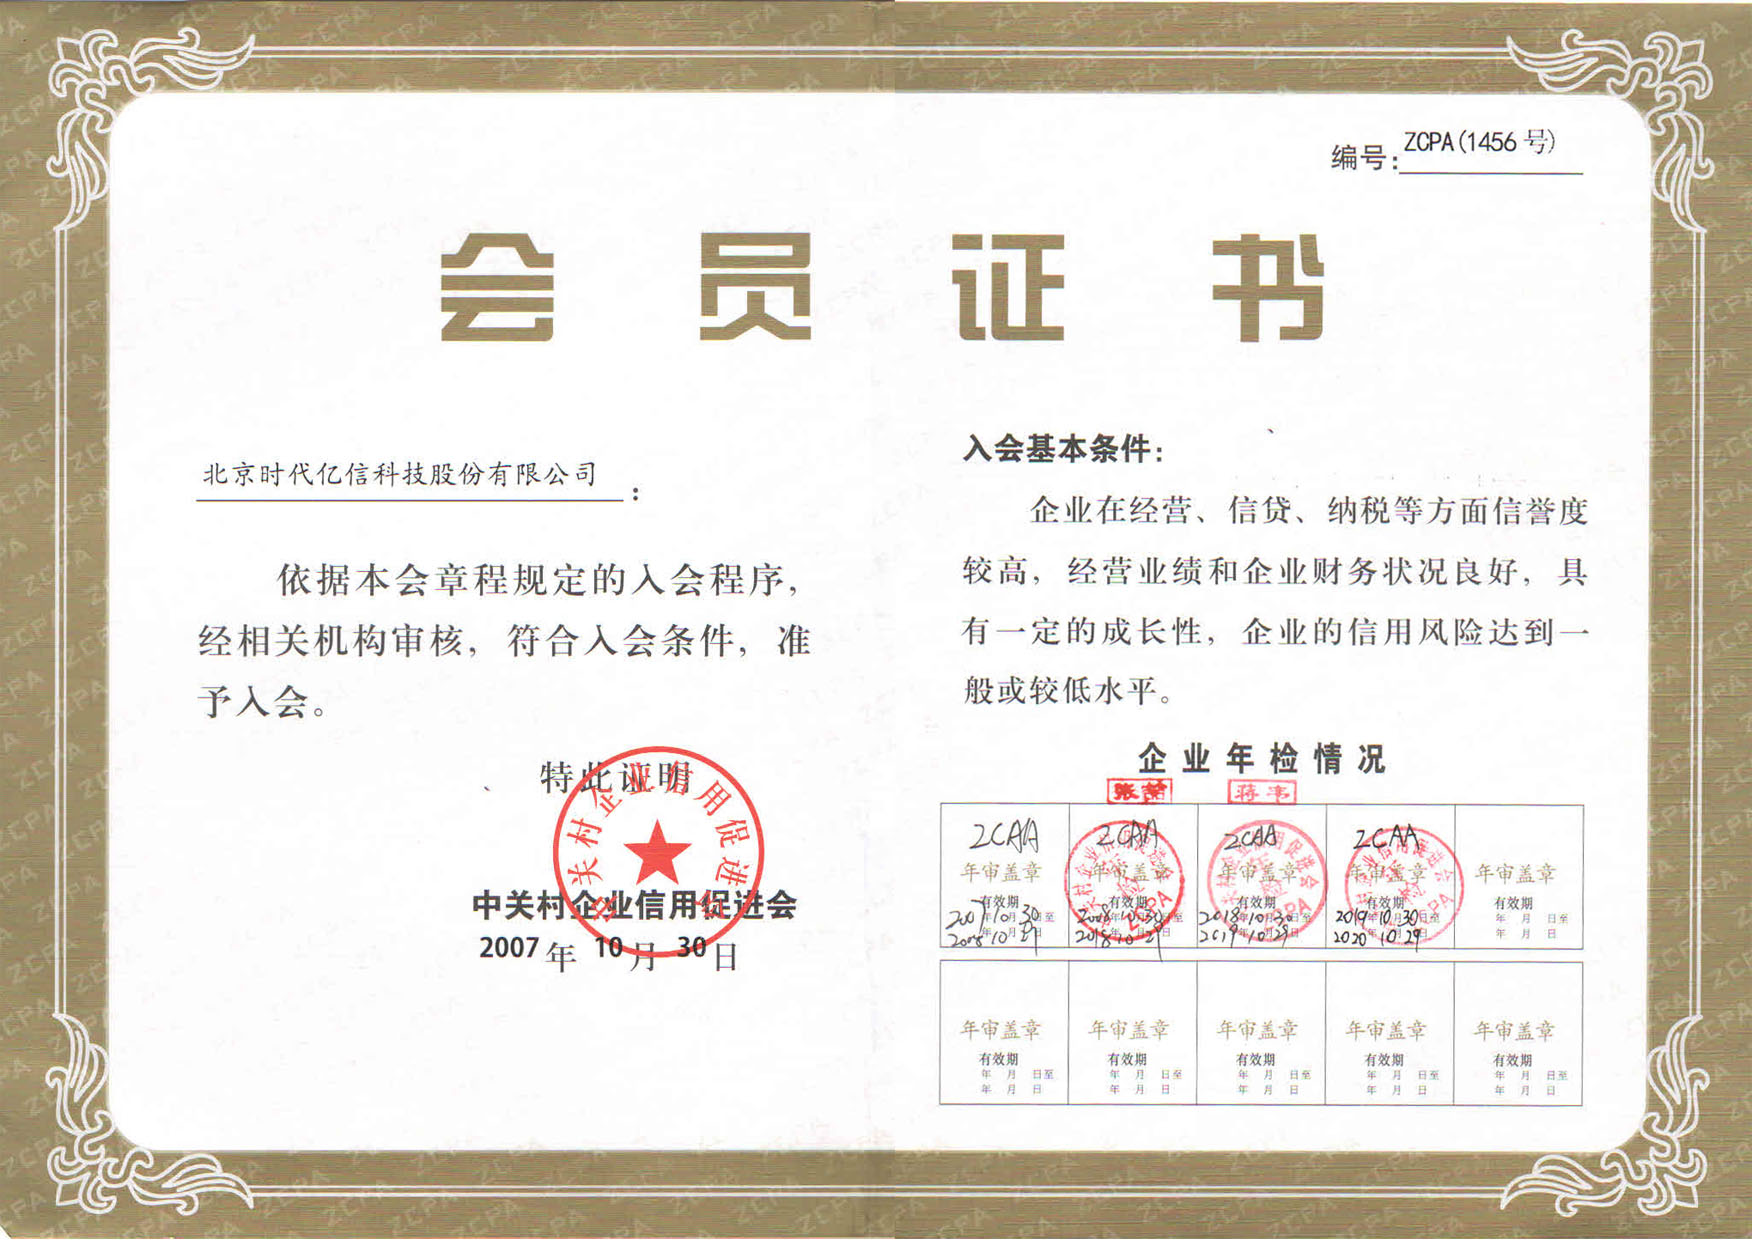 编号: ZCPA(1456号)
会员证书
北京时代亿信科技股份有限公司:
依据本会章程规定的入会程序,
经相关机构审核,符合入会条件,准
予入会。
特此证明
中关村企业信用促进会
中关村企业信用促进会
2007年10月30日
入会基本条件:
企业在经营、信贷、纳税等方面信誉度
较高,经营业绩和企业财务状况良好,具
有一定的成长性,企业的信用风险达到一
般或较低水平。
企业年检情况
ZCAA
年审盖章
有效期
2007年10月30日至
2008年10月29日
ZCAA
年审盖章
有效期
2008年10月30日至
2018年10月29日
ZCAA
年审盖章
有效期
2018年10月30日至
2019年10月29日
ZCAA
年审盖章
有效期
2019年10月30日至
2020年10月29日
年审盖章
有效期
年 月 日至
年 月 日
年审盖章
有效期
年 月 日至
年 月 日
年审盖章
有效期
年 月 日至
年 月 日
年审盖章
有效期
年 月 日至
年 月 日
年审盖章
有效期
年 月 日至
年 月 日
年审盖章
有效期
年 月 日至
年 月 日